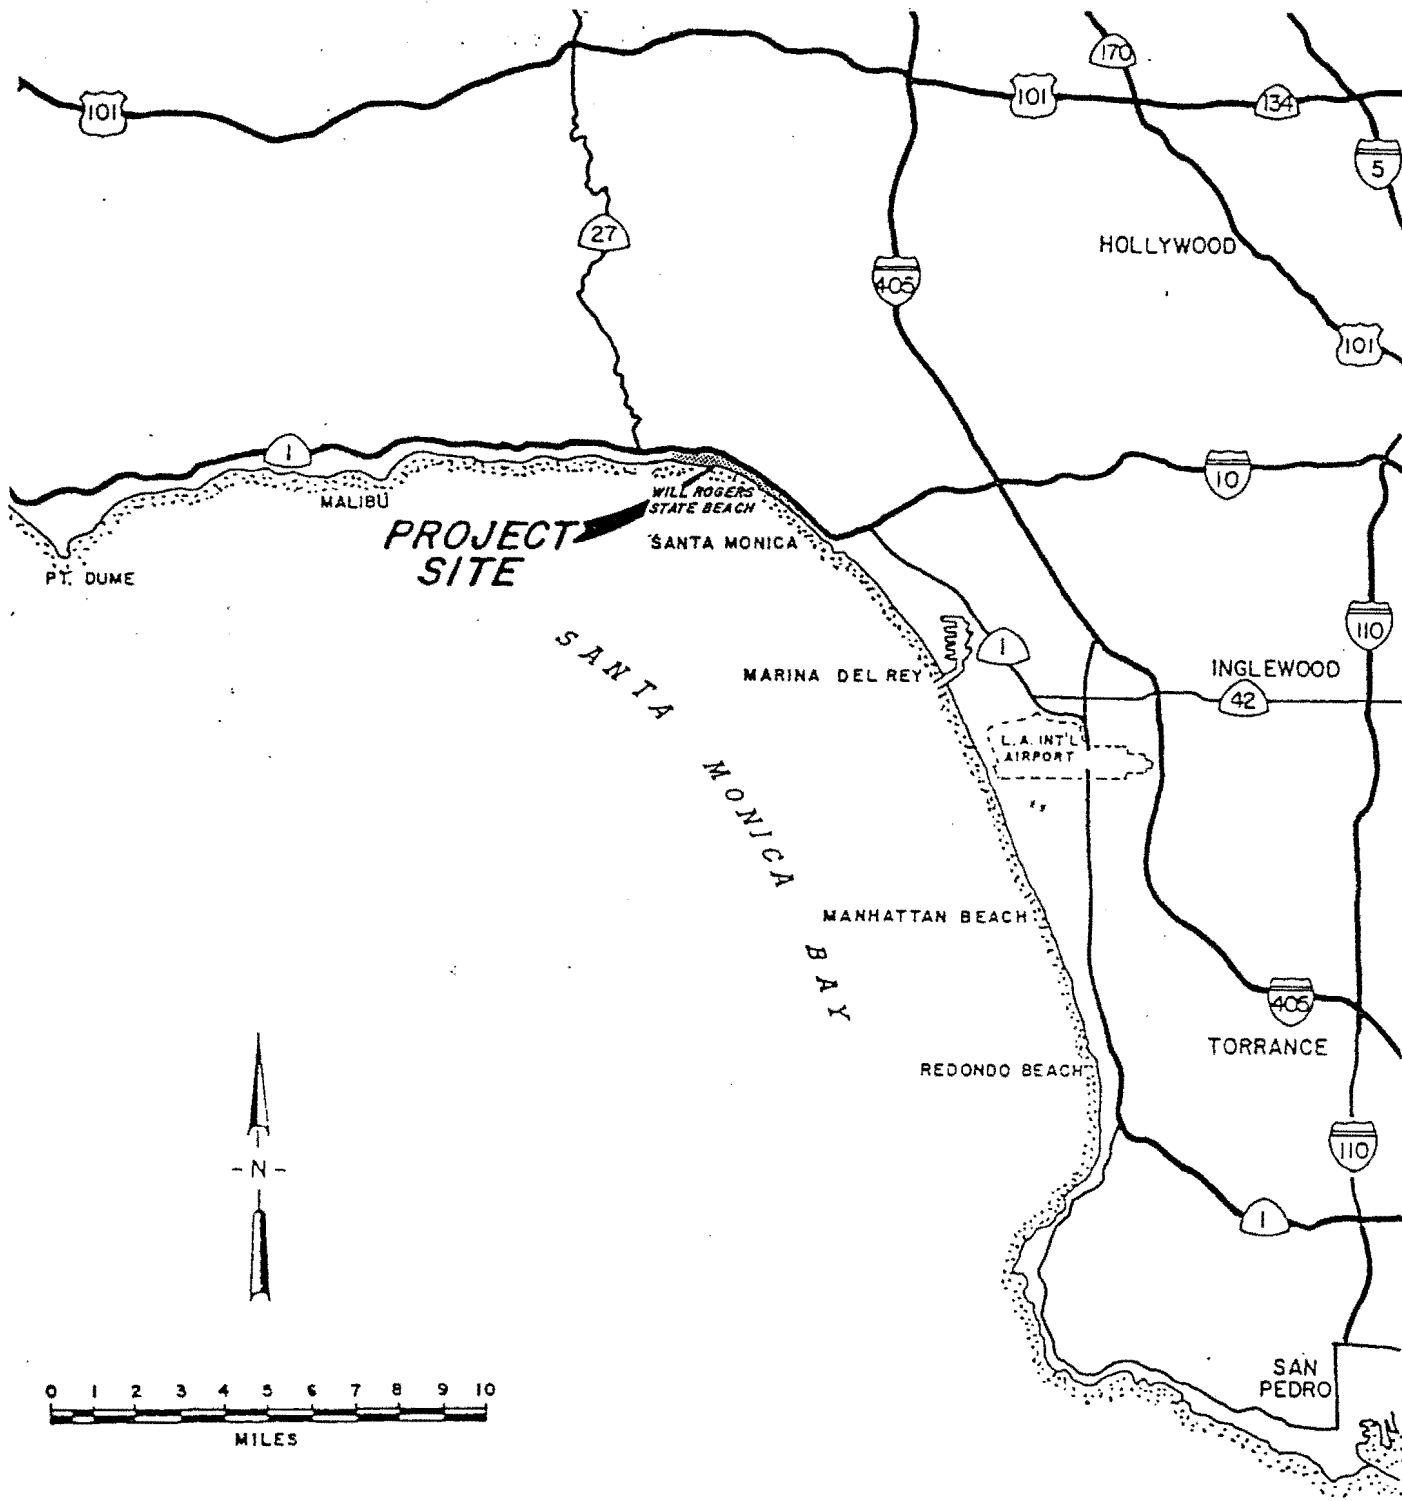 170
101
101
134
5
27
HOLLYWOOD
405
101
1
10
MALIBU
WILL ROGERS
STATE BEACH
PROJECT
SITE
SANTA MONICA
PT. DUME
110
SANTA MONICA BAY
1
MARINA DEL REY
INGLEWOOD
42
L.A. INT'L
AIRPORT
MANHATTAN BEACH
405
TORRANCE
REDONDO BEACH
110
- N -
1
SAN
PEDRO
0 1 2 3 4 5 6 7 8 9 10
MILES